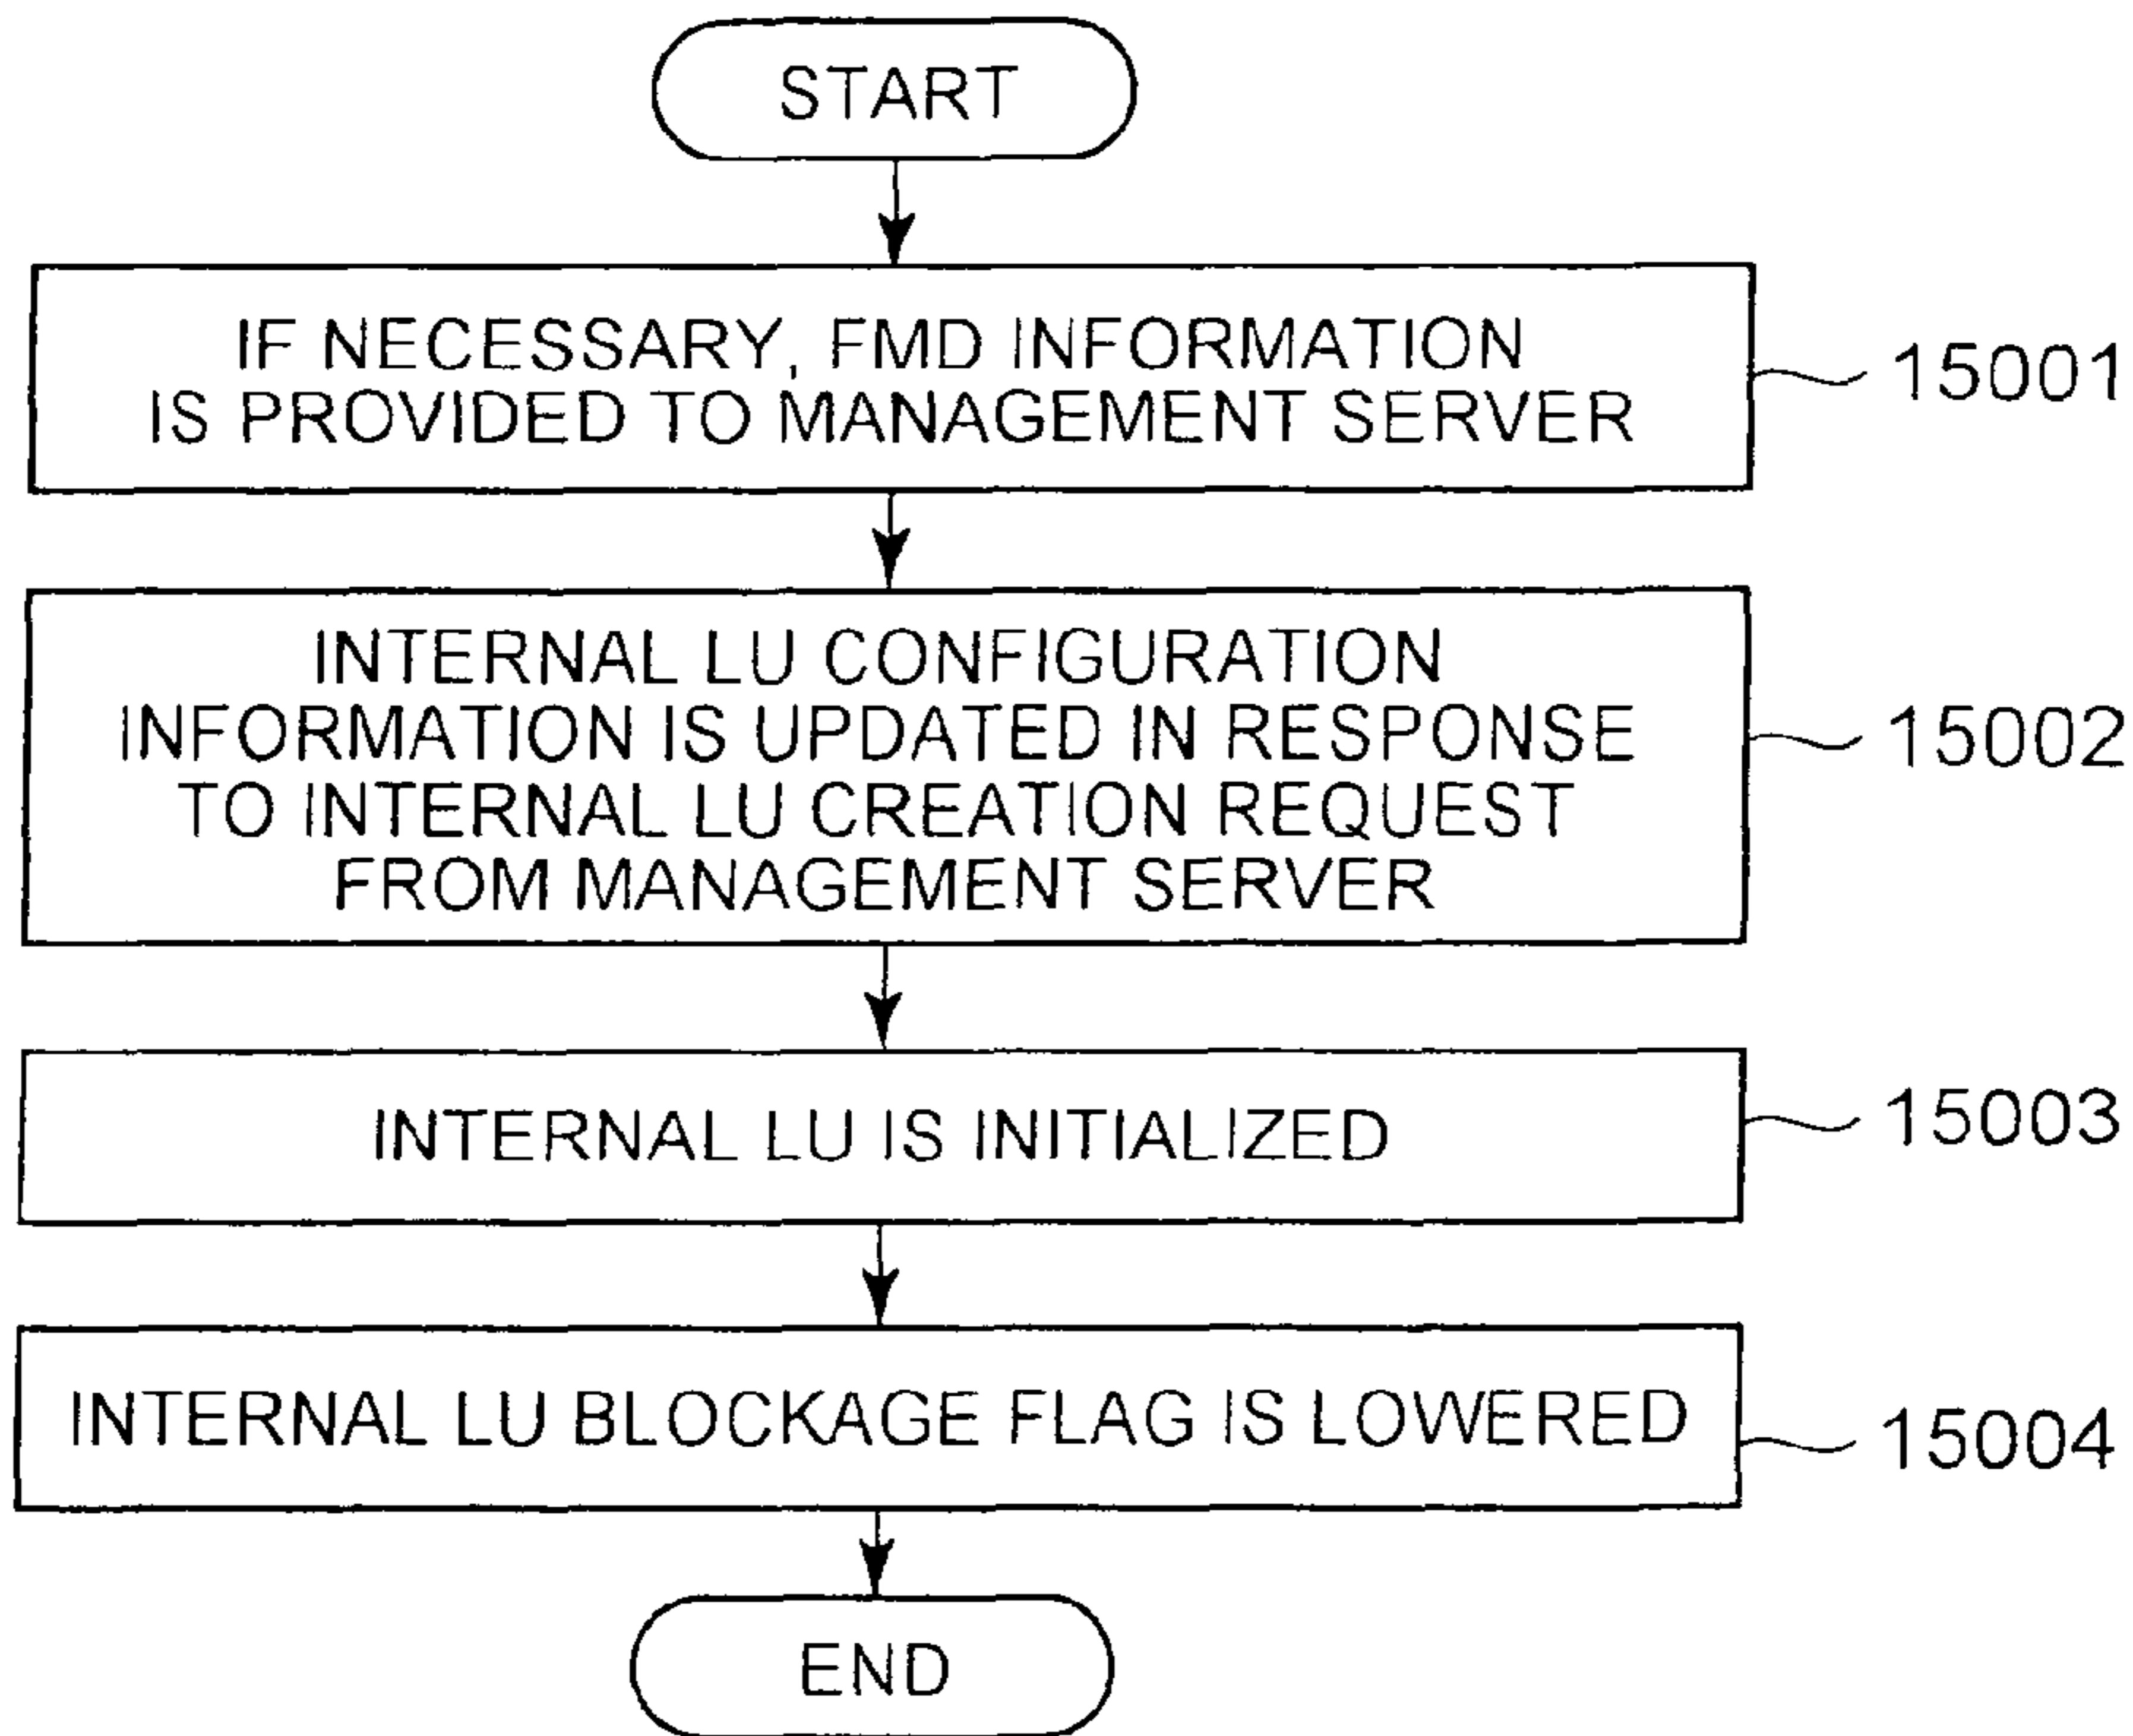 START
IF NECESSARY, FMD INFORMATION
IS PROVIDED TO MANAGEMENT SERVER
15001
INTERNAL LU CONFIGURATION
INFORMATION IS UPDATED IN RESPONSE
TO INTERNAL LU CREATION REQUEST
FROM MANAGEMENT SERVER
15002
INTERNAL LU IS INITIALIZED
15003
INTERNAL LU BLOCKAGE FLAG IS LOWERED
15004
END